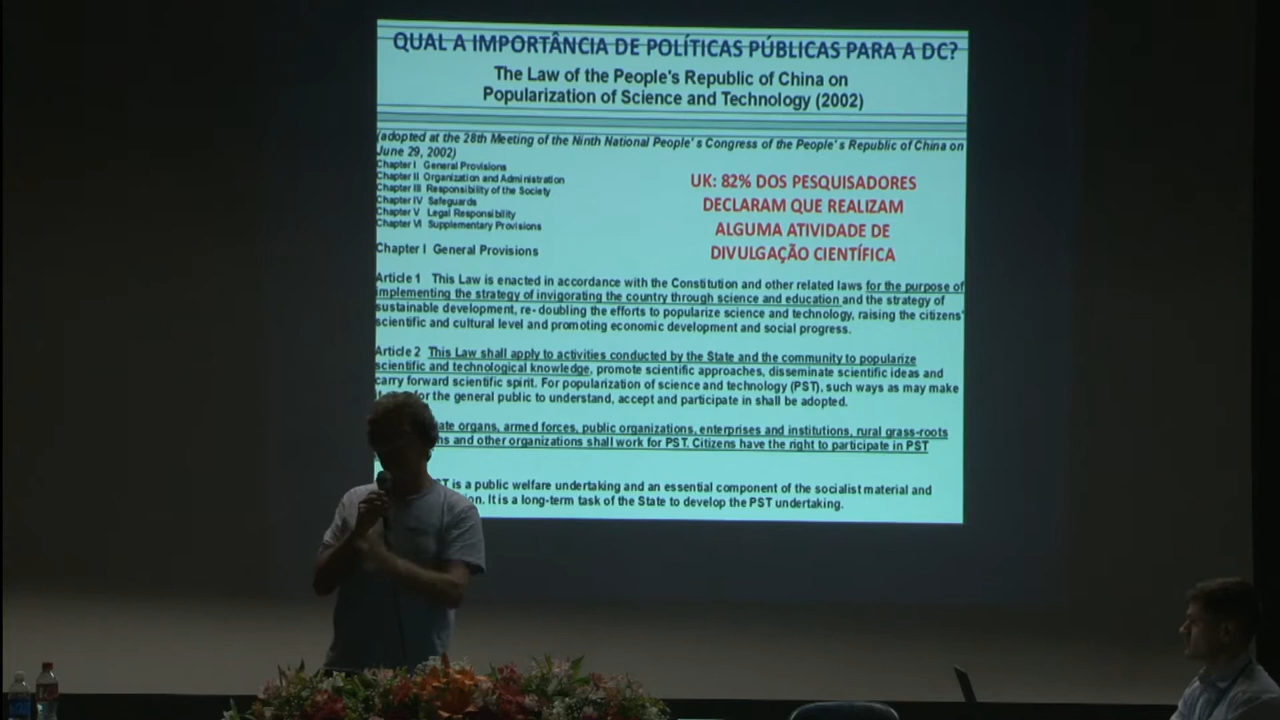 QUAL A IMPORTÂNCIA DE POLÍTICAS PÚBLICAS PARA A DC?
The Law of the People's Republic of China on
Popularization of Science and Technology (2002)
(adopted at the 28th Meeting of the Ninth National People's Congress of the People's Republic of China on
June 29, 2002)
Chapter I General Provisions
Chapter II Organization and Administration
Chapter III Responsibility of the Society
Chapter IV Safeguards
Chapter V Legal Responsibility
Chapter VI Supplementary Provisions
UK: 82% DOS PESQUISADORES
DECLARAM QUE REALIZAM
ALGUMA ATIVIDADE DE
DIVULGAÇÃO CIENTÍFICA
Chapter I General Provisions
Article 1 This Law is enacted in accordance with the Constitution and other related laws for the purpose of
implementing the strategy of invigorating the country through science and education and the strategy of
sustainable development, re-doubling the efforts to popularize science and technology, raising the citizens'
scientific and cultural level and promoting economic development and social progress.
Article 2 This Law shall apply to activities conducted by the State and the community to popularize
scientific and technological knowledge, promote scientific approaches, disseminate scientific ideas and
carry forward scientific spirit. For popularization of science and technology (PST), such ways as may make
for the general public to understand, accept and participate in shall be adopted.
organs, armed forces, public organizations, enterprises and institutions, rural grass-roots
and other organizations shall work for PST. Citizens have the right to participate in PST
is a public welfare undertaking and an essential component of the socialist material and
It is a long-term task of the State to develop the PST undertaking.